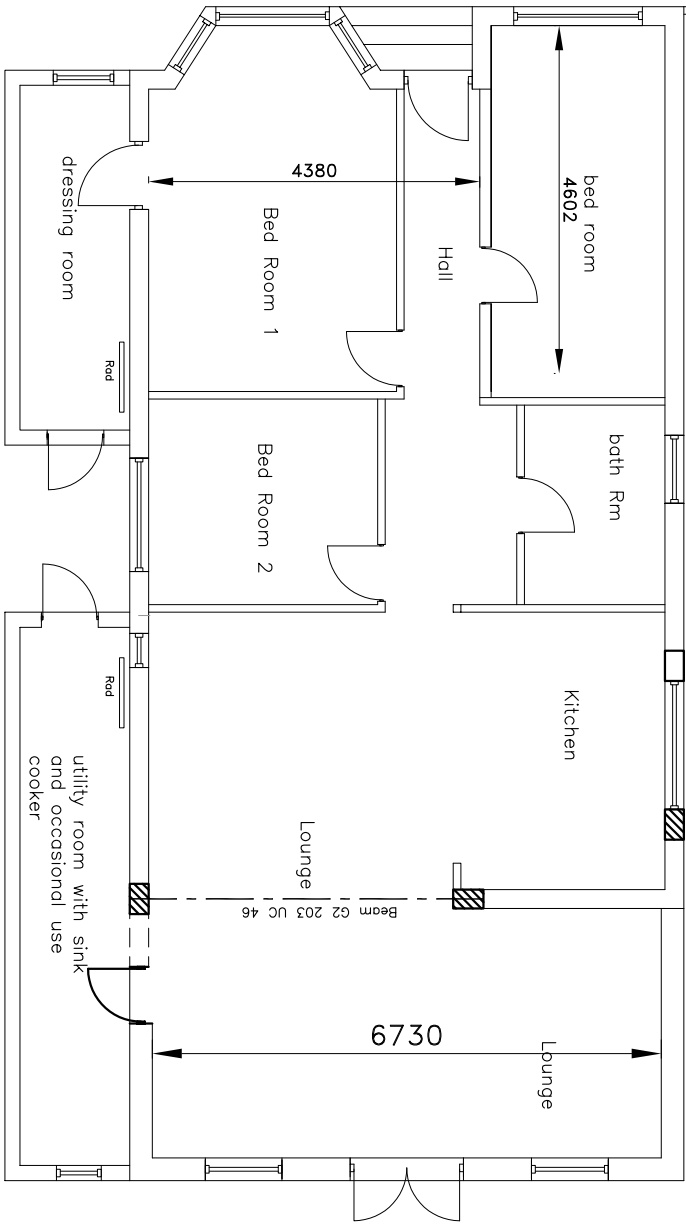 bed room
4602
4380
Hall
Bed Room 1
dressing room
Rad
bath Rm
Bed Room 2
Kitchen
Rad
utility room with sink
and occasional use
cooker
Lounge
Beam G2 203 UC 46
6730
Lounge